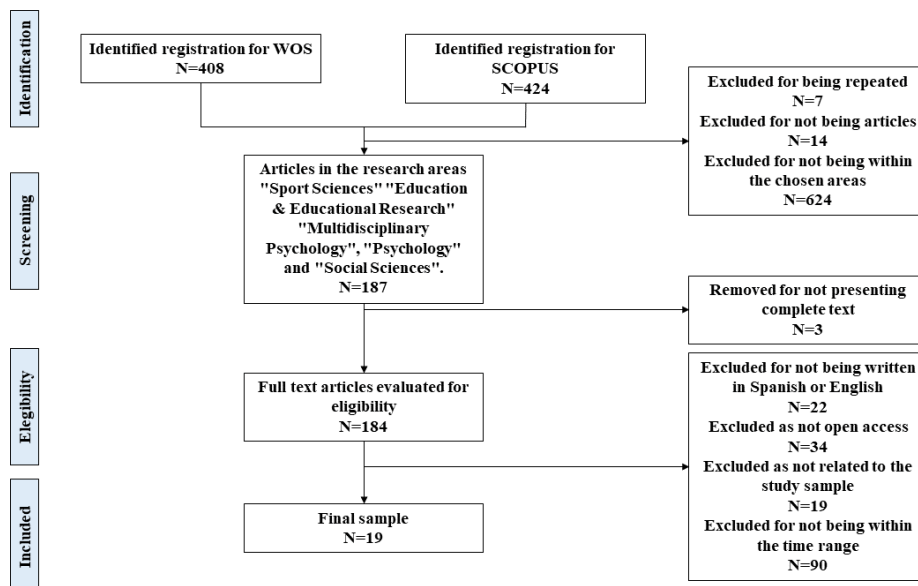 Identification
Identified registration for WOS
N=408
Identified registration for
SCOPUS
N=424
Excluded for being repeated
N=7
Excluded for not being articles
N=14
Excluded for not being within
the chosen areas
N=624
Screening
Articles in the research areas
"Sport Sciences" "Education
& Educational Research"
"Multidisciplinary
Psychology", "Psychology"
and "Social Sciences".
N=187
Removed for not presenting
complete text
N=3
Elegibility
Full text articles evaluated for
eligibility
N=184
Excluded for not being written
in Spanish or English
N=22
Excluded as not open access
N=34
Excluded as not related to the
study sample
N=19
Excluded for not being within
the time range
N=90
Included
Final sample
N=19